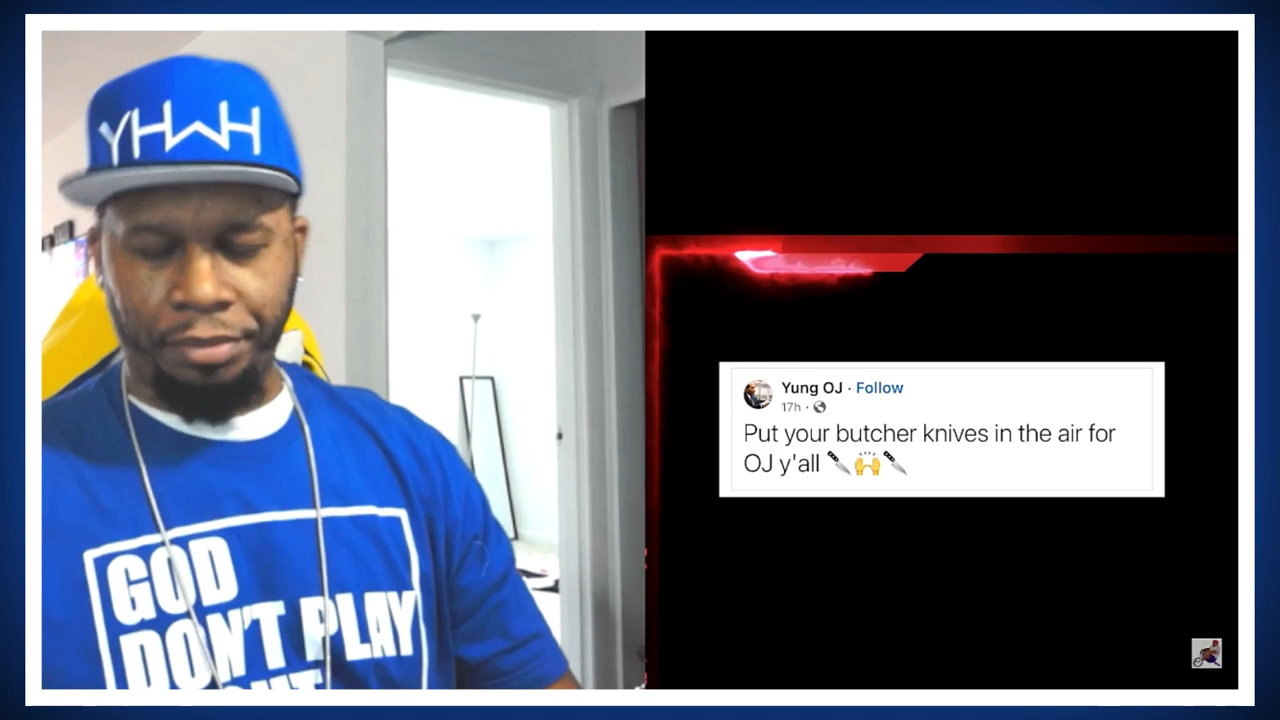 YHWH
GOD
DON'T PLAY
Yung OJ · Follow
17h ·
Put your butcher knives in the air for
OJ y'all 🔪🙌🔪